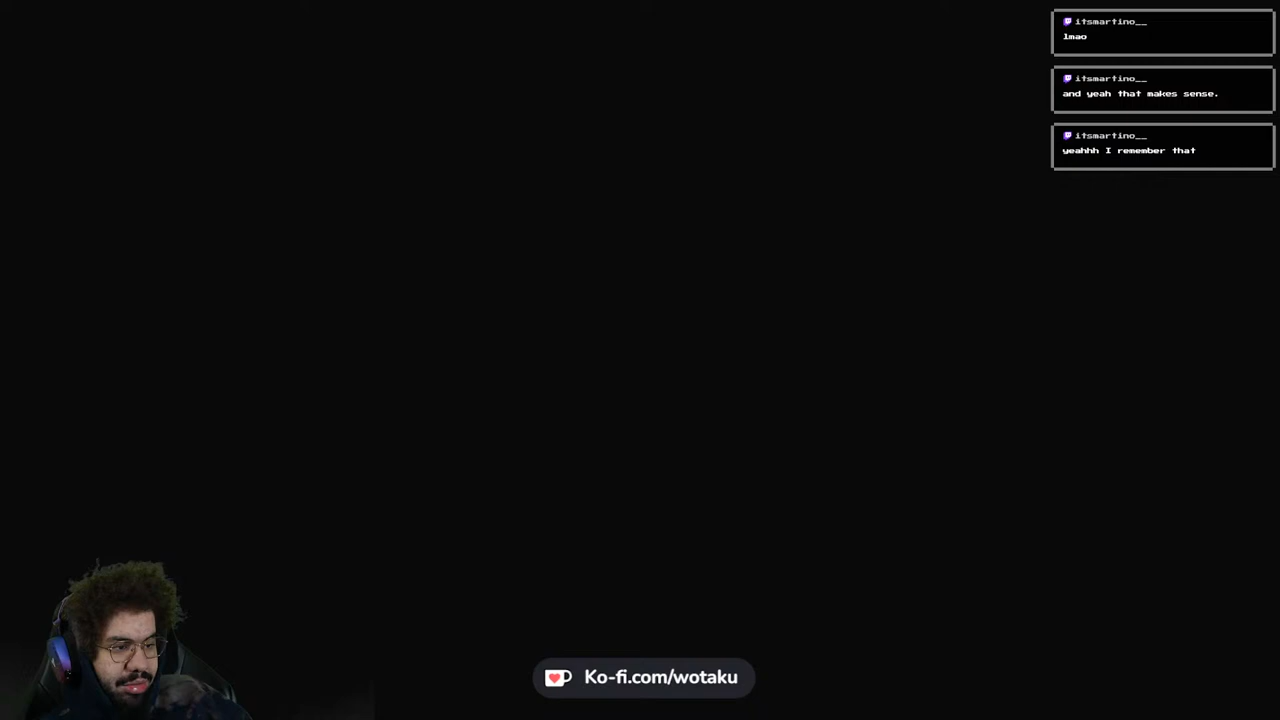 itsmartino__
lmao
itsmartino__
and yeah that makes sense.
itsmartino__
yeahhh I remember that
Ko-fi.com/wotaku